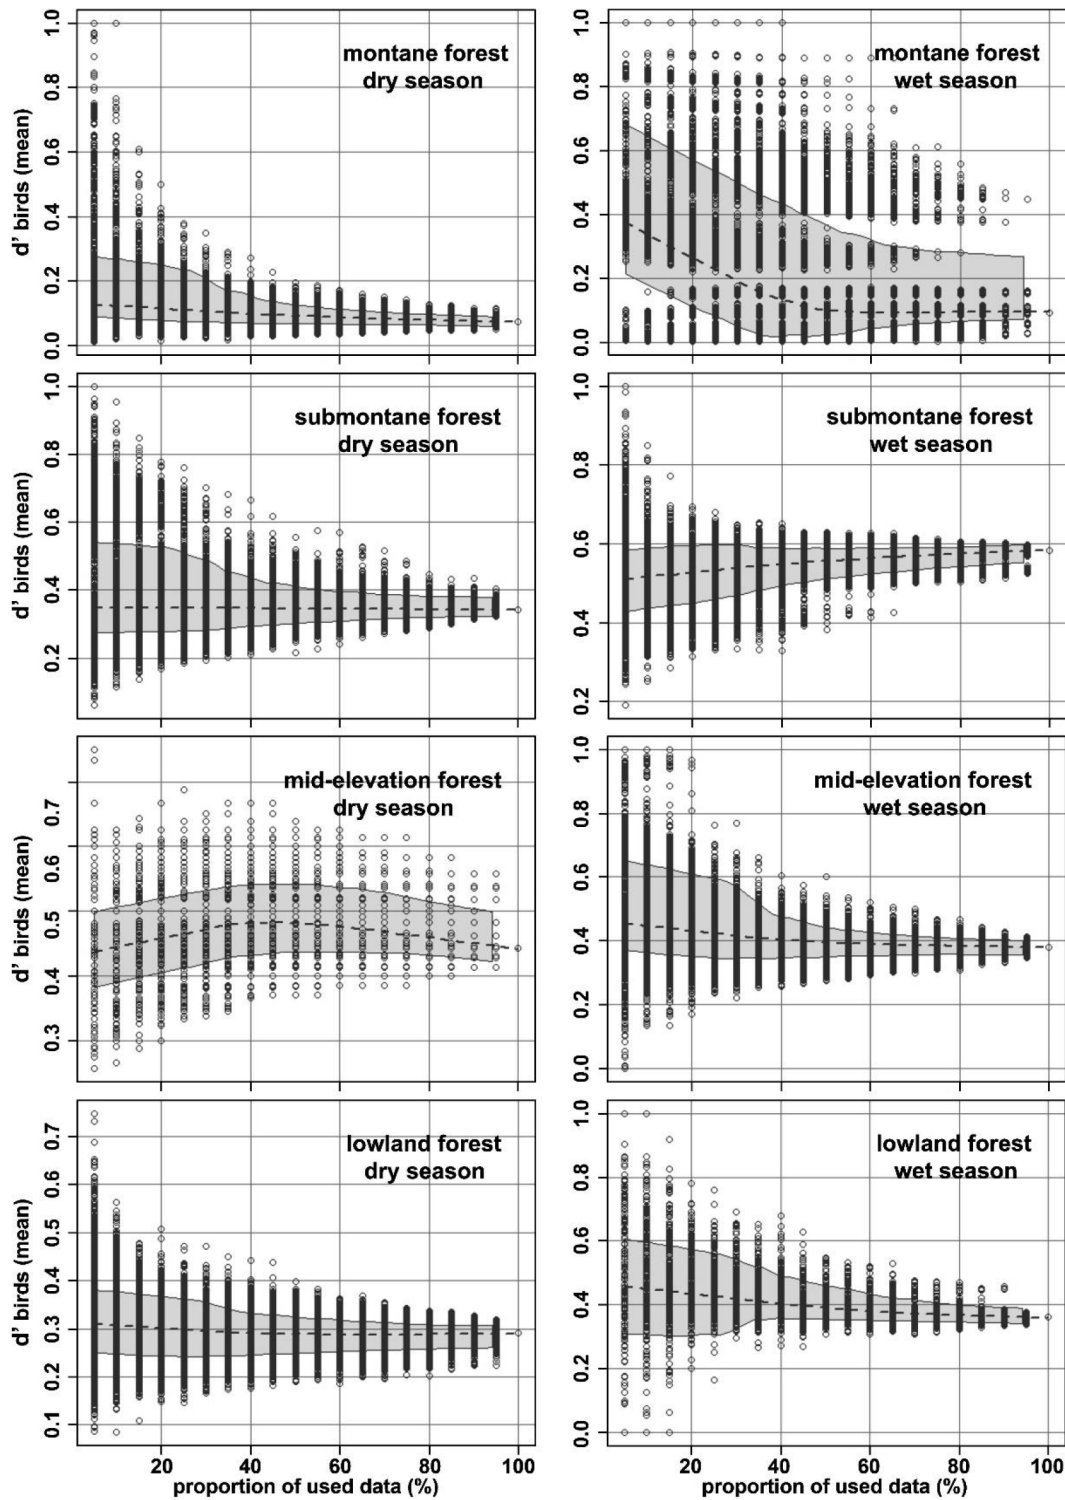 d' birds (mean)
1.0
0.8
0.6
0.4
0.2
0.0
montane forest
dry season
1.0
0.8
0.6
0.4
0.2
0.0
montane forest
wet season
d' birds (mean)
1.0
0.8
0.6
0.4
0.2
submontane forest
dry season
1.0
0.8
0.6
0.4
0.2
submontane forest
wet season
d' birds (mean)
0.7
0.6
0.5
0.4
0.3
mid-elevation forest
dry season
1.0
0.8
0.6
0.4
0.2
0.0
mid-elevation forest
wet season
d' birds (mean)
0.7
0.6
0.5
0.4
0.3
0.2
0.1
lowland forest
dry season
1.0
0.8
0.6
0.4
0.2
0.0
lowland forest
wet season
20 40 60 80 100
proportion of used data (%)
20 40 60 80 100
proportion of used data (%)